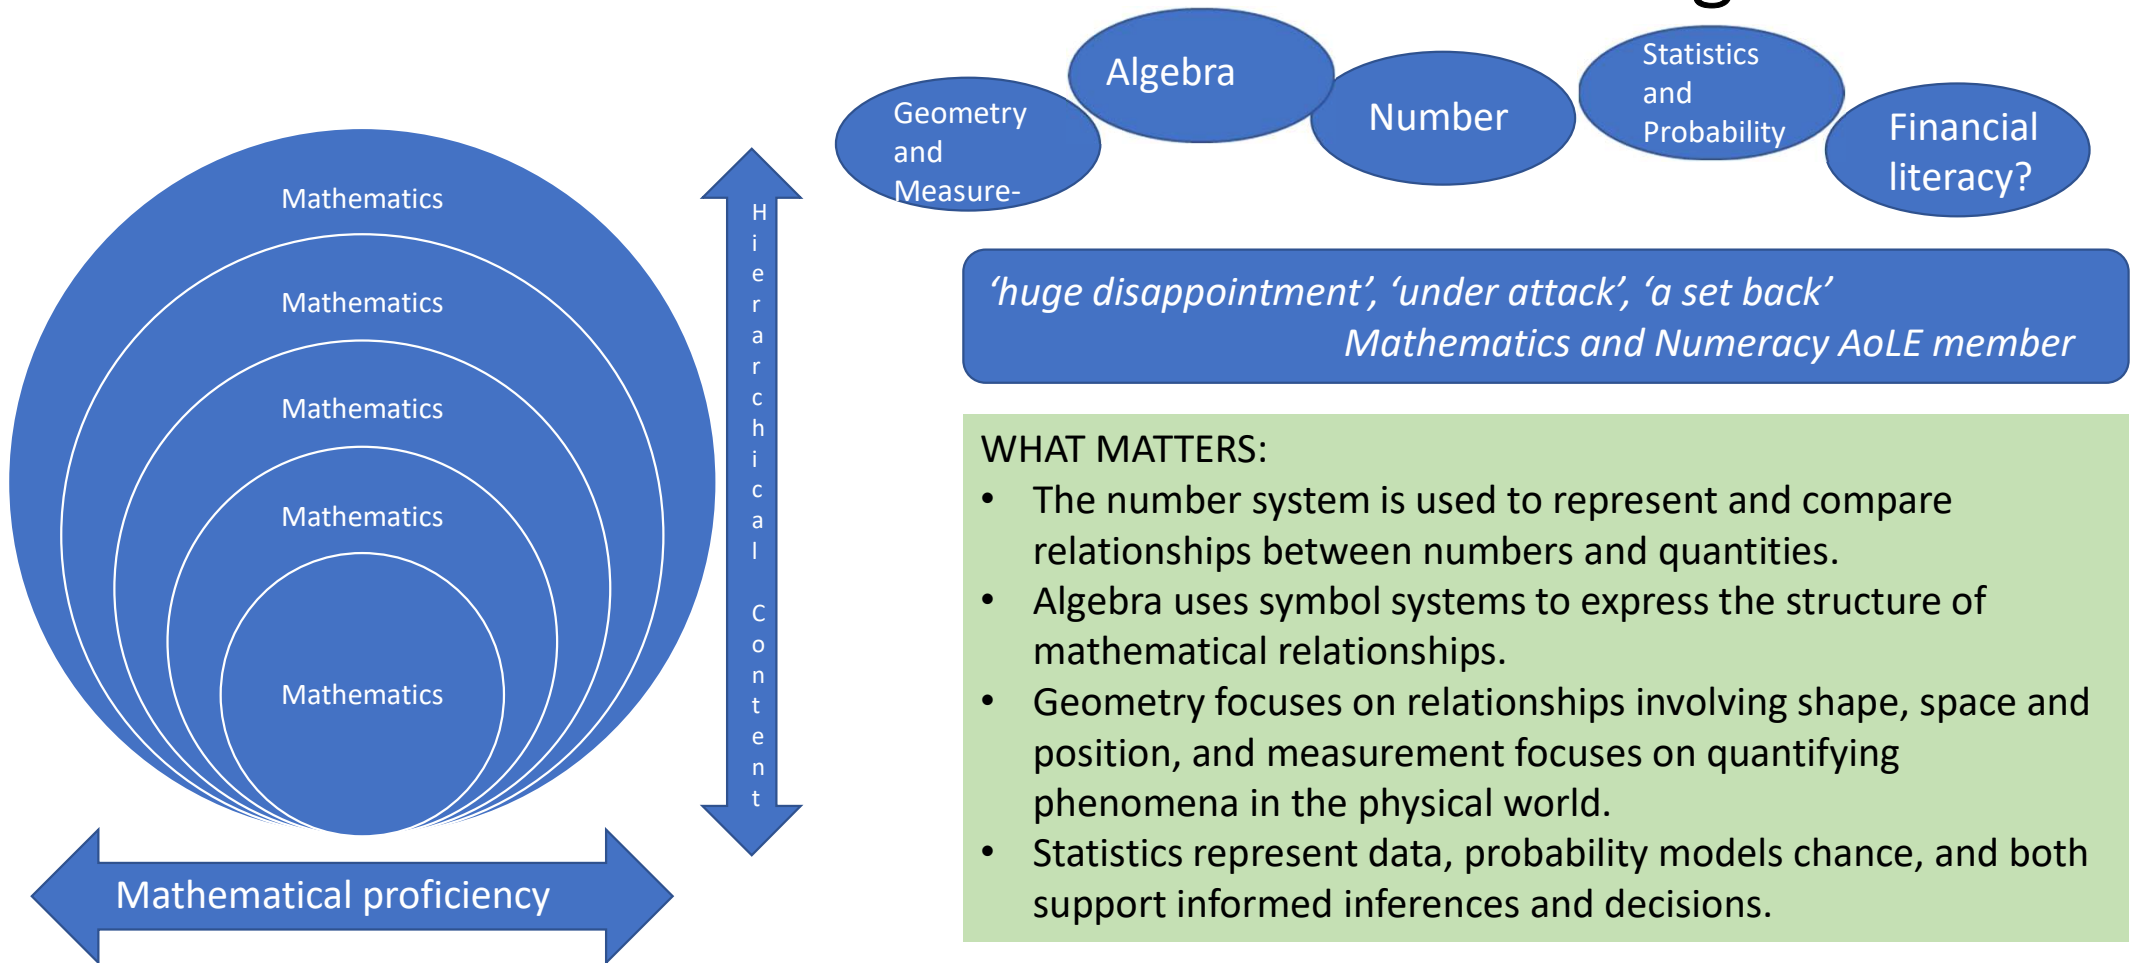 Geometry
and
Measure-
Algebra
Number
Statistics
and
Probability
Financial
literacy?
Mathematics
Mathematics
Mathematics
Mathematics
Mathematics
Hierarchical Content
Mathematical proficiency
‘huge disappointment’, ‘under attack’, ‘a set back’
Mathematics and Numeracy AoLE member
WHAT MATTERS:
• The number system is used to represent and compare
relationships between numbers and quantities.
• Algebra uses symbol systems to express the structure of
mathematical relationships.
• Geometry focuses on relationships involving shape, space and
position, and measurement focuses on quantifying
phenomena in the physical world.
• Statistics represent data, probability models chance, and both
support informed inferences and decisions.